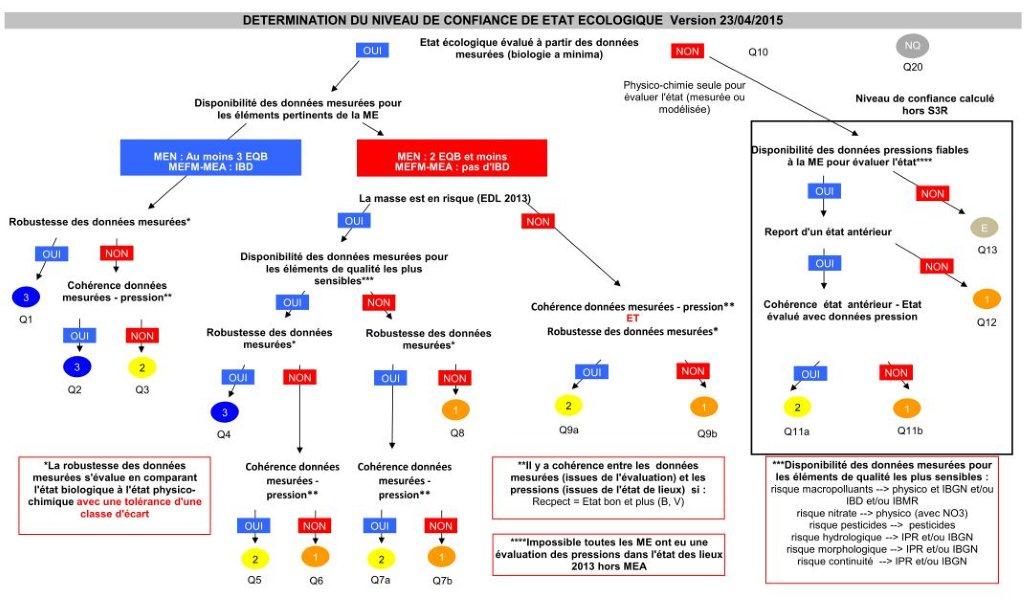 DETERMINATION DU NIVEAU DE CONFIANCE DE ETAT ECOLOGIQUE Version 23/04/2015
OUI
Etat écologique évalué à partir des données
mesurées (biologie a minima)
NON
Q10
NQ
Q20
Physico-chimie seule pour
évaluer l'état (mesurée ou
modélisée)
Niveau de confiance calculé
hors S3R
Disponibilité des données mesurées pour
les éléments pertinents de la ME
MEN : Au moins 3 EQB
MEFM-MEA : IBD
MEN : 2 EQB et moins
MEFM-MEA : pas d'IBD
Disponibilité des données pressions fiables
à la ME pour évaluer l'état****
OUI
NON
E
Q13
Report d'un état antérieur
OUI
NON
1
Q12
Cohérence état antérieur - Etat
évalué avec données pression
OUI
NON
2
1
Q11a
Q11b
La masse est en risque (EDL 2013)
OUI
NON
Robustesse des données mesurées*
OUI
NON
3
Q1
Cohérence données
mesurées - pression**
OUI
NON
3
2
Q2
Q3
Disponibilité des données mesurées pour
les éléments de qualité les plus
sensibles***
OUI
NON
Robustesse des données
mesurées*
Robustesse des données
mesurées*
OUI
NON
OUI
NON
3
Q4
1
Q8
Cohérence données
mesurées -
pression**
Cohérence données
mesurées -
pression**
OUI
NON
OUI
NON
2
1
2
1
Q5
Q6
Q7a
Q7b
Cohérence données mesurées - pression**
ET
Robustesse des données mesurées*
OUI
NON
2
1
Q9a
Q9b
*La robustesse des données
mesurées s'évalue en comparant
l'état biologique à l'état physico-
chimique avec une tolérance d'une
classe d'écart
**Il y a cohérence entre les données
mesurées (issues de l'évaluation) et les
pressions (issues de l'état de lieux) si :
Recpect = Etat bon et plus (B, V)
****Impossible toutes les ME ont eu une
évaluation des pressions dans l'état des lieux
2013 hors MEA
***Disponibilité des données mesurées pour
les éléments de qualité les plus sensibles :
risque macropolluants --> physico et IBGN et/ou
IBD et/ou IBMR
risque nitrate --> physico (avec NO3)
risque pesticides --> pesticides
risque hydrologique --> IPR et/ou IBGN
risque morphologique --> IPR et/ou IBGN
risque continuité --> IPR et/ou IBGN